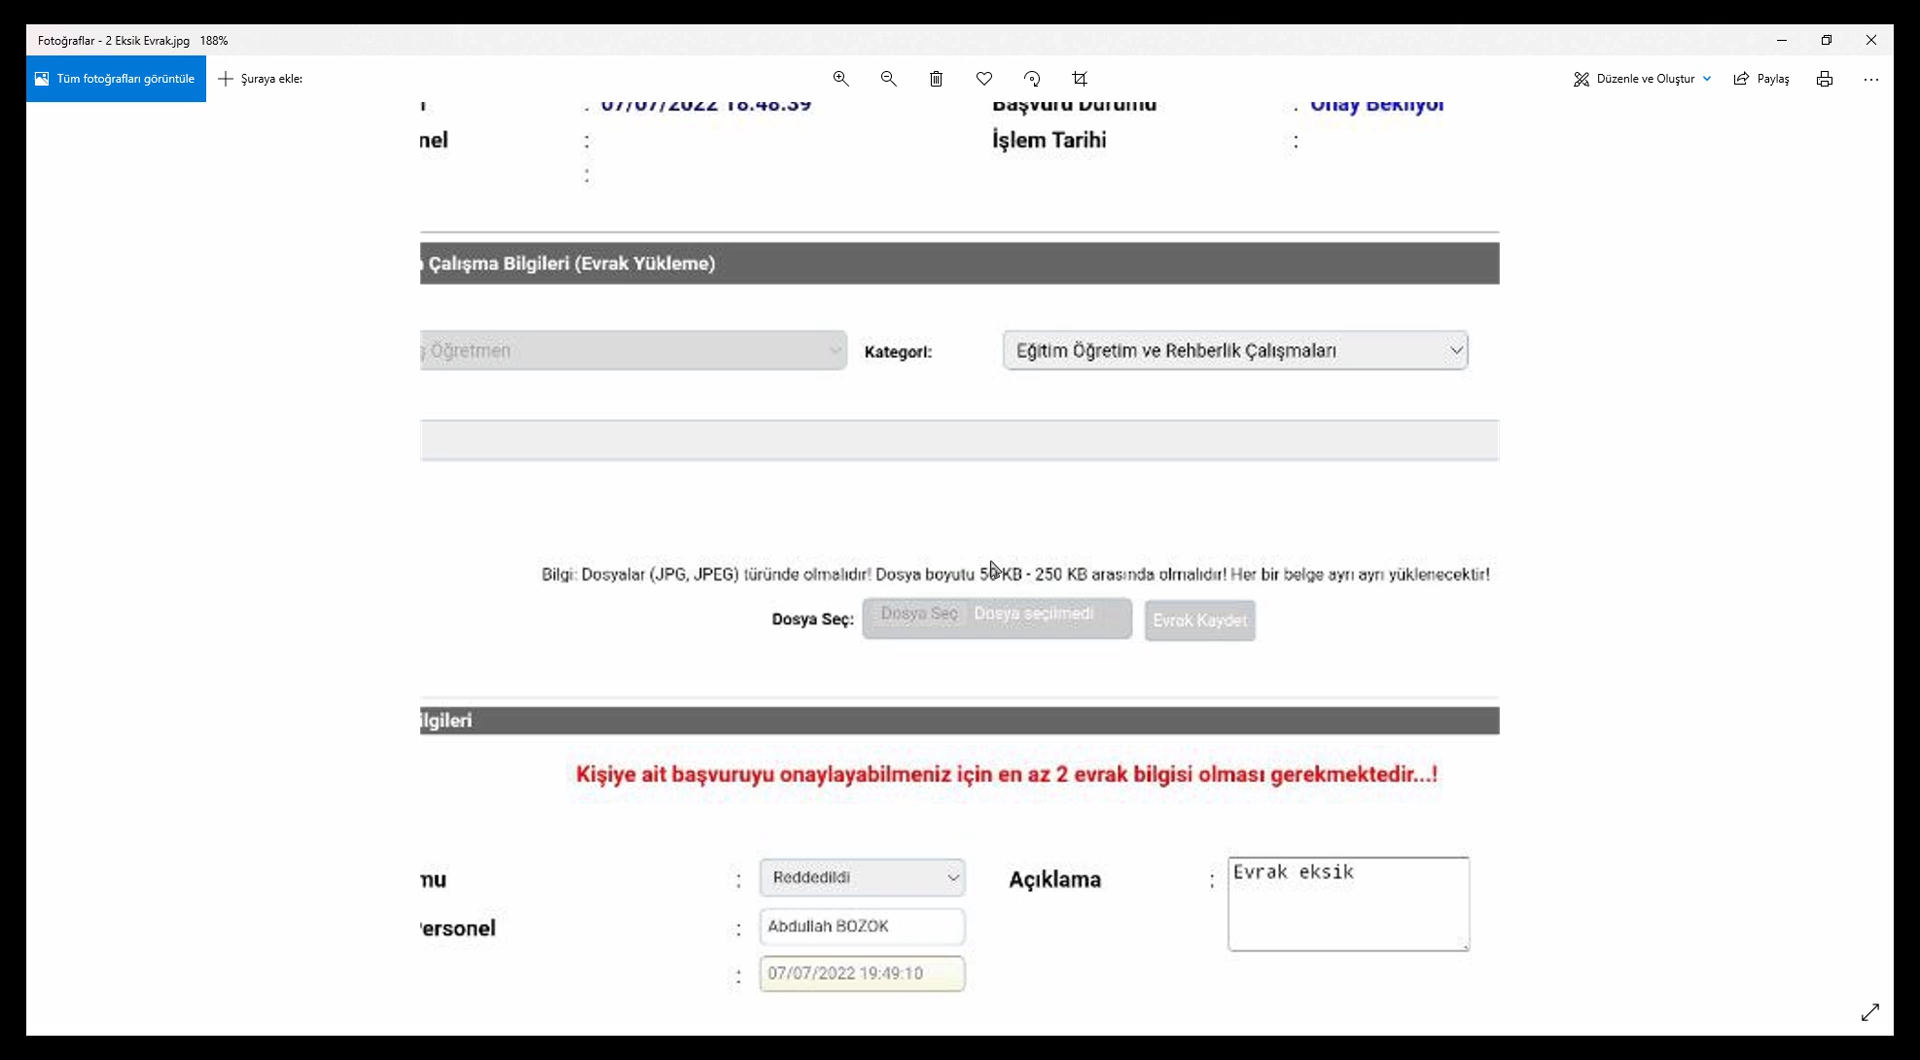 Fotoğraflar - 2 Eksik Evrak.jpg 188%
Tüm fotoğrafları görüntüle Şuraya ekle: Düzenle ve Oluştur Paylaş
: 07/07/2022 18:48:39 Başvuru Durumu : Onay Bekliyor
nel : İşlem Tarihi :
:
Çalışma Bilgileri (Evrak Yükleme)
ş Öğretmen Kategori: Eğitim Öğretim ve Rehberlik Çalışmaları
Bilgi: Dosyalar (JPG, JPEG) türünde olmalıdır! Dosya boyutu 50 KB - 250 KB arasında olmalıdır! Her bir belge ayrı ayrı yüklenecektir!
Dosya Seç: Dosya Seç Dosya seçilmedi Evrak Kaydet
ilgileri
Kişiye ait başvuruyu onaylayabilmeniz için en az 2 evrak bilgisi olması gerekmektedir...!
mu : Reddedildi Açıklama : Evrak eksik
ersonel : Abdullah BOZOK
: 07/07/2022 19:49:10